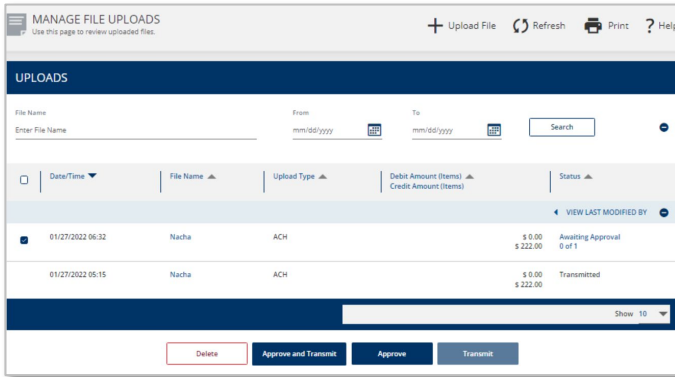 MANAGE FILE UPLOADS
Use this page to review uploaded files.
Upload File Refresh Print ? Help
UPLOADS
File Name From To
Enter File Name mm/dd/yyyy mm/dd/yyyy Search
Date/Time File Name Upload Type Debit Amount (Items) Status
Credit Amount (Items)
VIEW LAST MODIFIED BY
01/27/2022 06:32 Nacha ACH $ 0.00 Awaiting Approval
$ 222.00 0 of 1
01/27/2022 05:15 Nacha ACH $ 0.00 Transmitted
$ 222.00
Show 10
Delete Approve and Transmit Approve Transmit